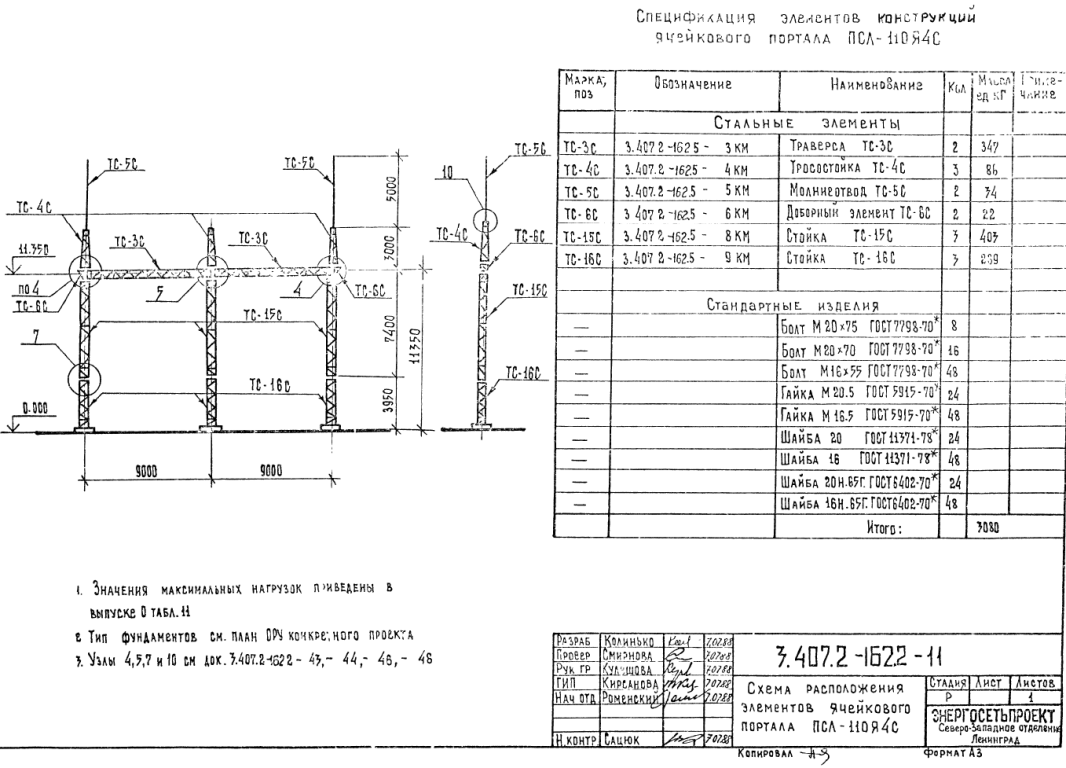 Спецификация элементов конструкций
ячейкового портала ПСЛ-110Я4С
Марка, поз Обозначение Наименование Кол Масса ед кг Приме-чание
Стальные элементы
ТС-3С 3.407.2-162.5 - 3 КМ Траверса ТС-3С 2 347
ТС-4С 3.407.2-162.5 - 4 КМ Тросостойка ТС-4С 3 86
ТС-5С 3.407.2-162.5 - 5 КМ Молниеотвод ТС-5С 2 74
ТС-6С 3.407.2-162.5 - 6 КМ Доборный элемент ТС-6С 2 22
ТС-15С 3.407.2-162.5 - 8 КМ Стойка ТС-15С 3 403
ТС-16С 3.407.2-162.5 - 9 КМ Стойка ТС-16С 3 239
Стандартные изделия
— Болт М20×75 ГОСТ 7798-70* 8
— Болт М20×70 ГОСТ 7798-70* 16
— Болт М16×55 ГОСТ 7798-70* 48
— Гайка М20.5 ГОСТ 5915-70* 24
— Гайка М16.5 ГОСТ 5915-70* 48
— Шайба 20 ГОСТ 11371-78* 24
— Шайба 16 ГОСТ 11371-78* 48
— Шайба 20Н.65Г ГОСТ 6402-70* 24
— Шайба 16Н.65Г ГОСТ 6402-70* 48
Итого: 3080
ТС-5С
ТС-5С
ТС-5С
10
5000
ТС-4С
ТС-4С
ТС-3С
ТС-3С
ТС-6С
3000
11.350
по 4
ТС-6С
5
4
ТС-6С
ТС-15С
ТС-15С
7400
11350
7
ТС-16С
ТС-16С
3950
0.000
9000
9000
1. Значения максимальных нагрузок приведены в
выпуске 0 табл. 11
2 Тип фундаментов см. план ОРУ конкретного проекта
3. Узлы 4,5,7 и 10 см док. 3.407.2-162.2 - 43,- 44,- 46,- 48
Разраб Колинько 7.07.88
Провер Смирнова 7.07.88
Рук гр Кулешова 7.07.88
ГИП Кирсанова 7.07.88
Нач отд Роменский 7.07.88
Н.контр Сацюк 7.07.88
3.407.2-162.2-11
Схема расположения
элементов ячейкового
портала ПСЛ-110Я4С
Стадия Лист Листов
Р 1
ЭНЕРГОСЕТЬПРОЕКТ
Северо-Западное отделение
Ленинград
Копировал
Формат А3